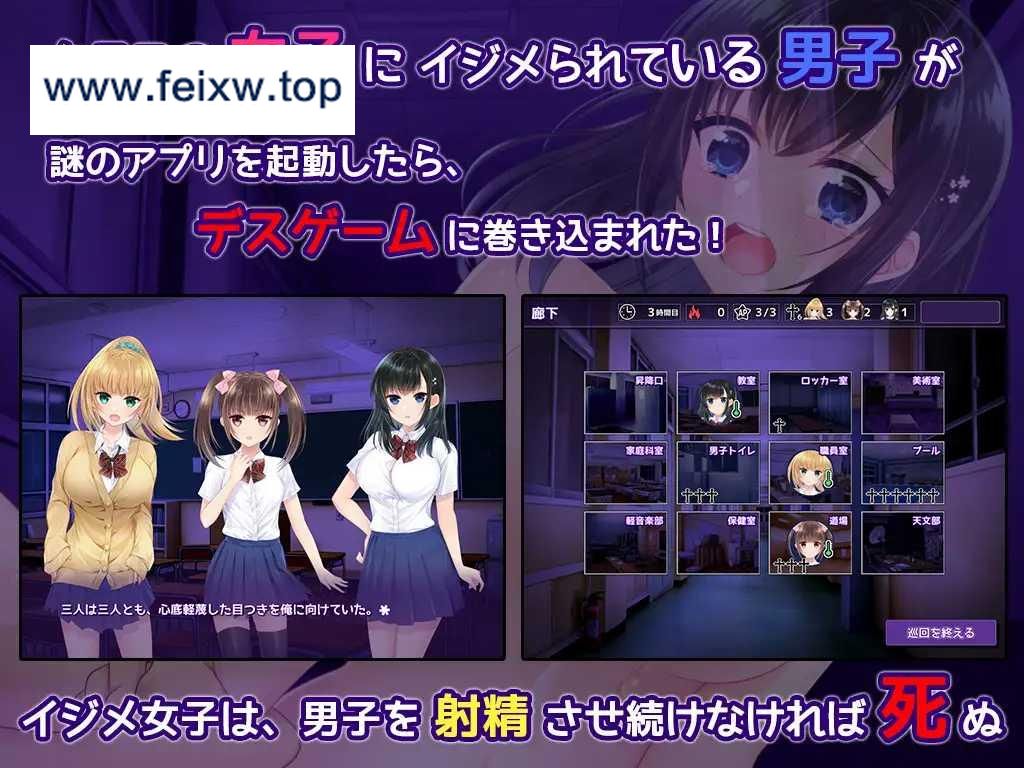 女子 に イジメられている 男子 が
www.feixw.top
謎のアプリを起動したら、
デスゲーム に巻き込まれた！
廊下 3時間目 0 AP 3/3 3 2 1
昇降口 教室 ロッカー室 美術室
家庭科室 男子トイレ 職員室 プール
軽音楽部 保健室 道場 天文部
三人は三人とも、心底軽蔑した目つきを俺に向けていた。
巡回を終える
イジメ女子は、男子を 射精 させ続けなければ 死 ぬ